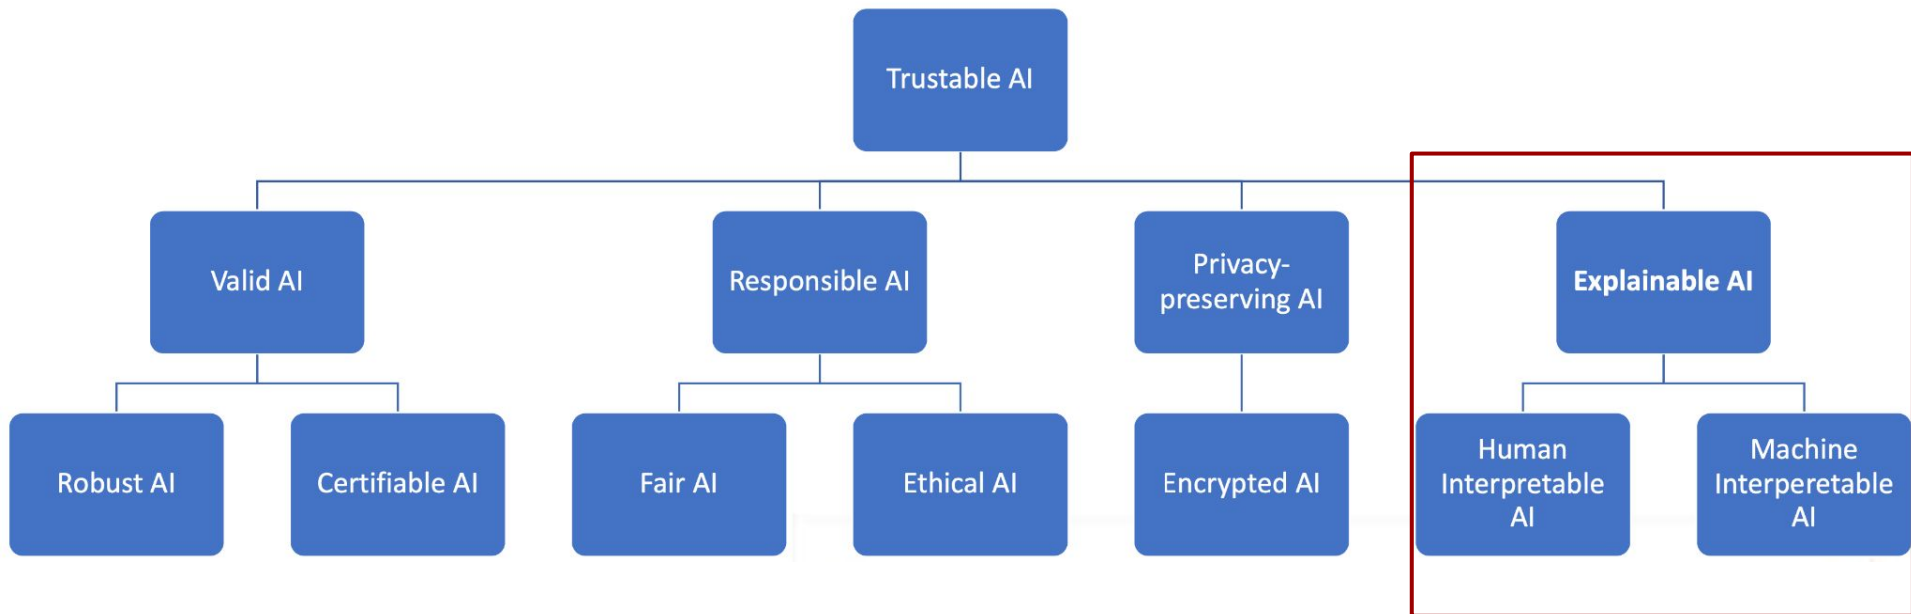 Trustable AI
Valid AI
Responsible AI
Privacy-
preserving AI
Explainable AI
Robust AI
Certifiable AI
Fair AI
Ethical AI
Encrypted AI
Human
Interpretable
AI
Machine
Interperetable
AI